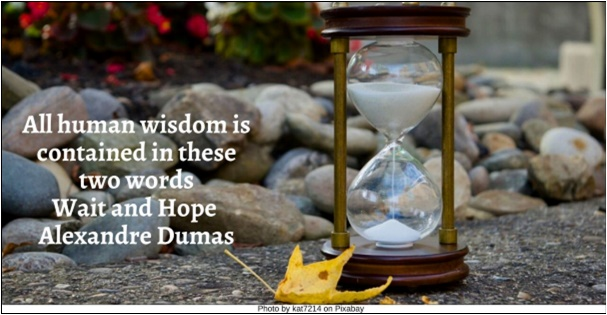 All human wisdom is
contained in these
two words
Wait and Hope
Alexandre Dumas
Photo by kat7214 on Pixabay